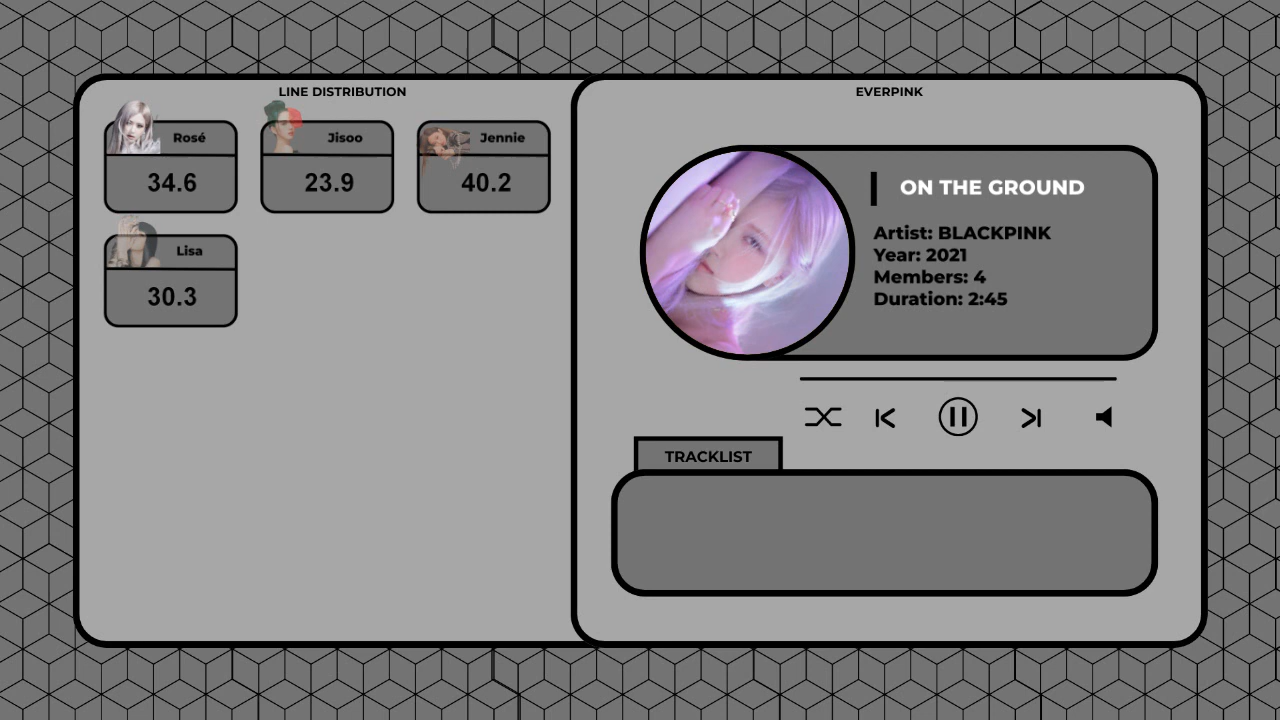 LINE DISTRIBUTION
Rosé
34.6
Jisoo
23.9
Jennie
40.2
Lisa
30.3
EVERPINK
ON THE GROUND
Artist: BLACKPINK
Year: 2021
Members: 4
Duration: 2:45
TRACKLIST